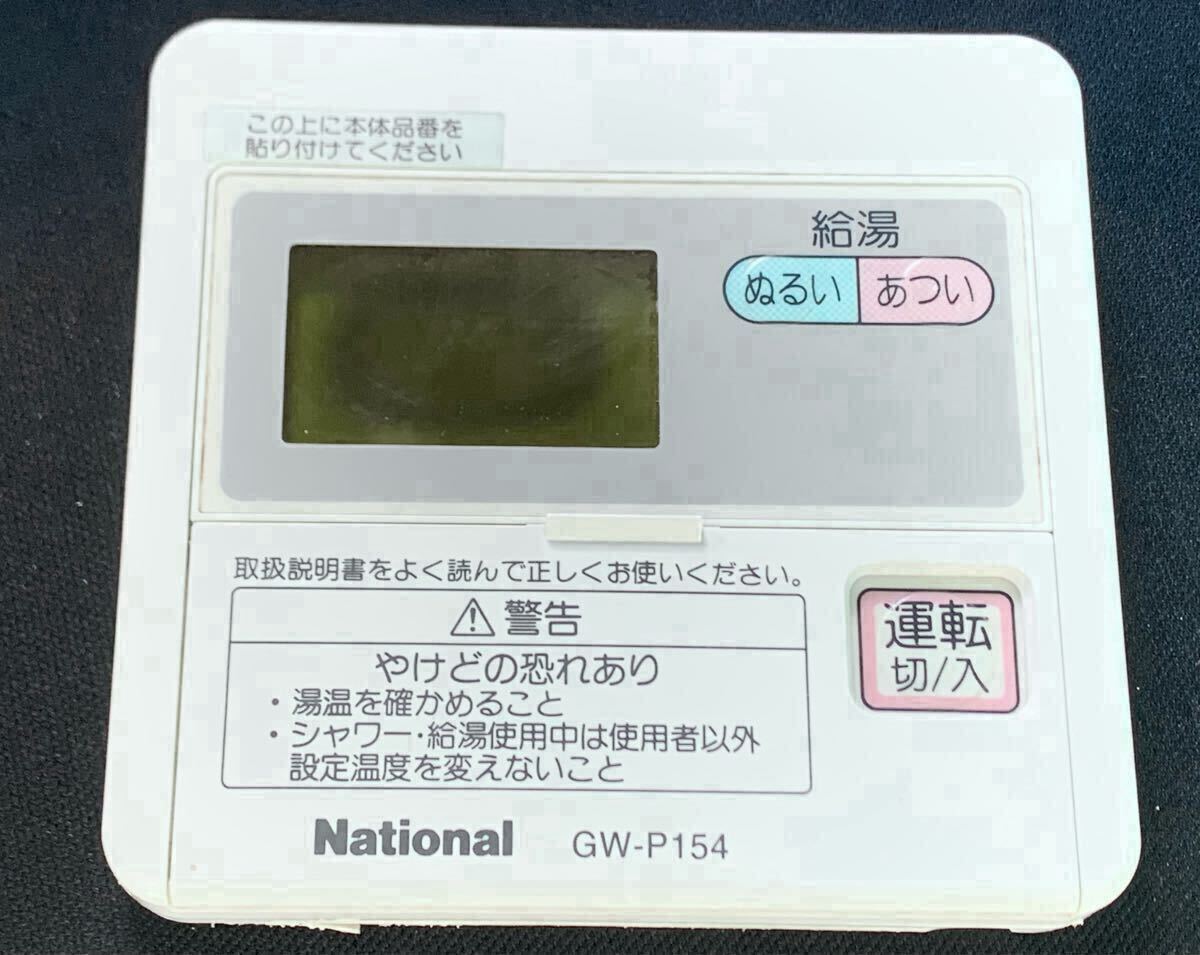 この上に本体品番を
貼り付けてください
給湯
ぬるい あつい
取扱説明書をよく読んで正しくお使いください。
⚠警告
やけどの恐れあり
・湯温を確かめること
・シャワー・給湯使用中は使用者以外
設定温度を変えないこと
運転
切/入
National GW-P154